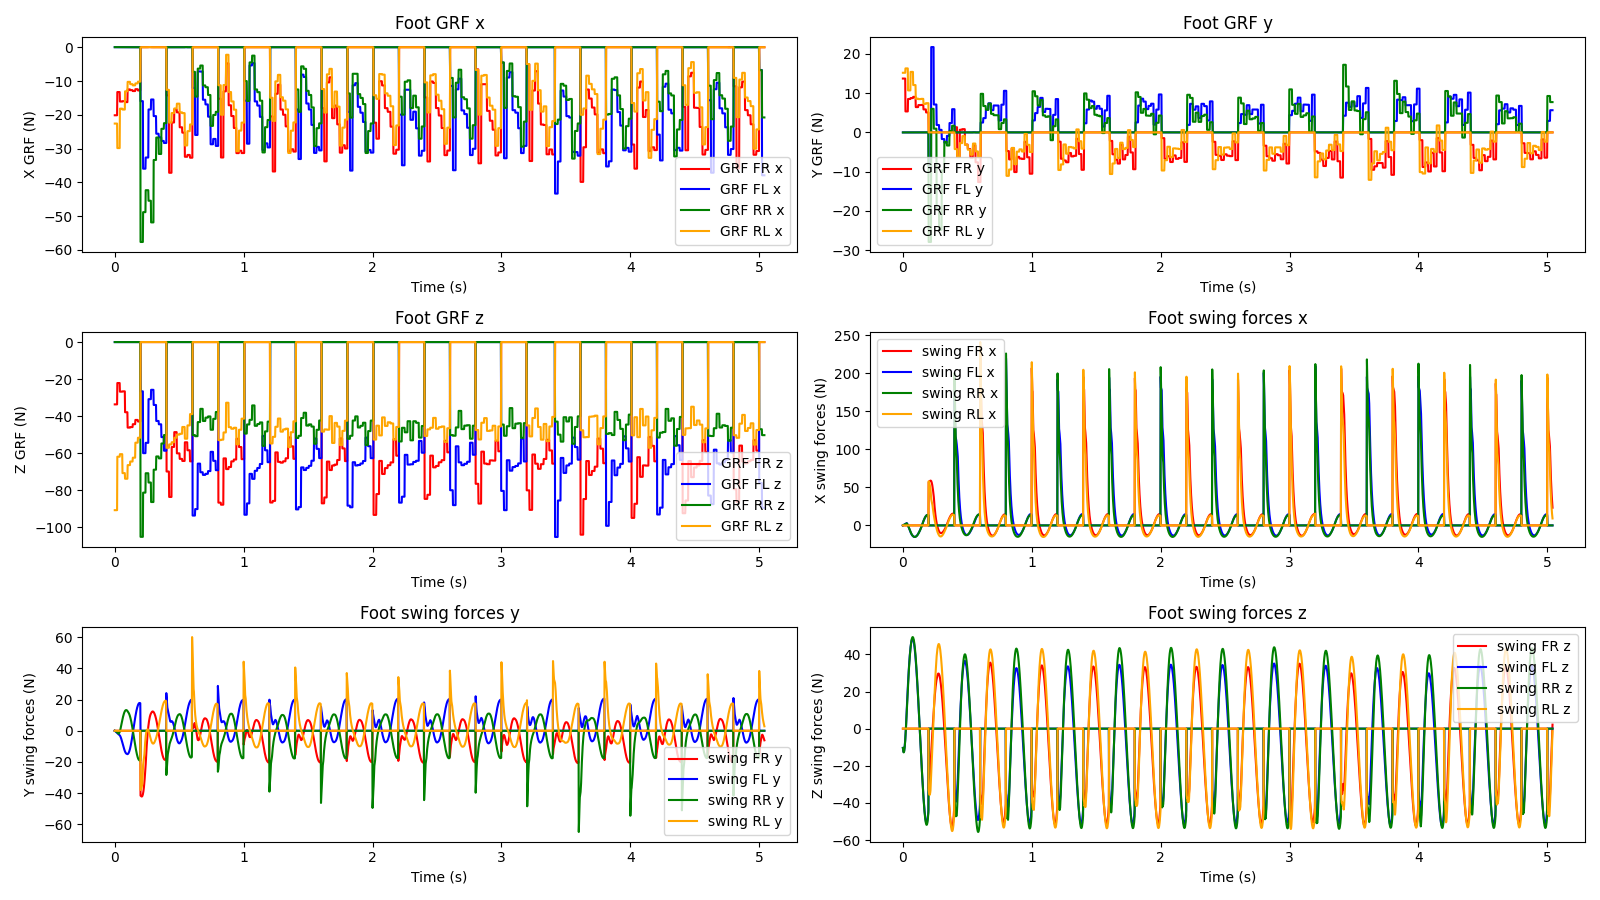 Foot GRF x
X GRF (N)
0
−10
−20
−30
−40
−50
−60
GRF FR x
GRF FL x
GRF RR x
GRF RL x
0 1 2 3 4 5
Time (s)
Foot GRF y
Y GRF (N)
20
10
0
−10
−20
−30
GRF FR y
GRF FL y
GRF RR y
GRF RL y
0 1 2 3 4 5
Time (s)
Foot GRF z
Z GRF (N)
0
−20
−40
−60
−80
−100
GRF FR z
GRF FL z
GRF RR z
GRF RL z
0 1 2 3 4 5
Time (s)
Foot swing forces x
X swing forces (N)
250
200
150
100
50
0
swing FR x
swing FL x
swing RR x
swing RL x
0 1 2 3 4 5
Time (s)
Foot swing forces y
Y swing forces (N)
60
40
20
0
−20
−40
−60
swing FR y
swing FL y
swing RR y
swing RL y
0 1 2 3 4 5
Time (s)
Foot swing forces z
Z swing forces (N)
40
20
0
−20
−40
−60
swing FR z
swing FL z
swing RR z
swing RL z
0 1 2 3 4 5
Time (s)